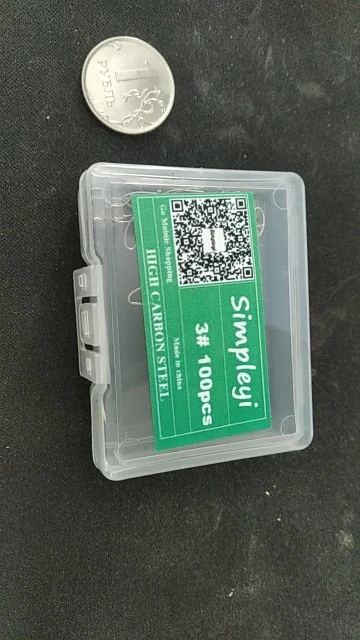 1
РУБЛЬ
Simpleyi
3# 100pcs
Made in china
HIGH CARBON STEEL
Go Mobile Shopping